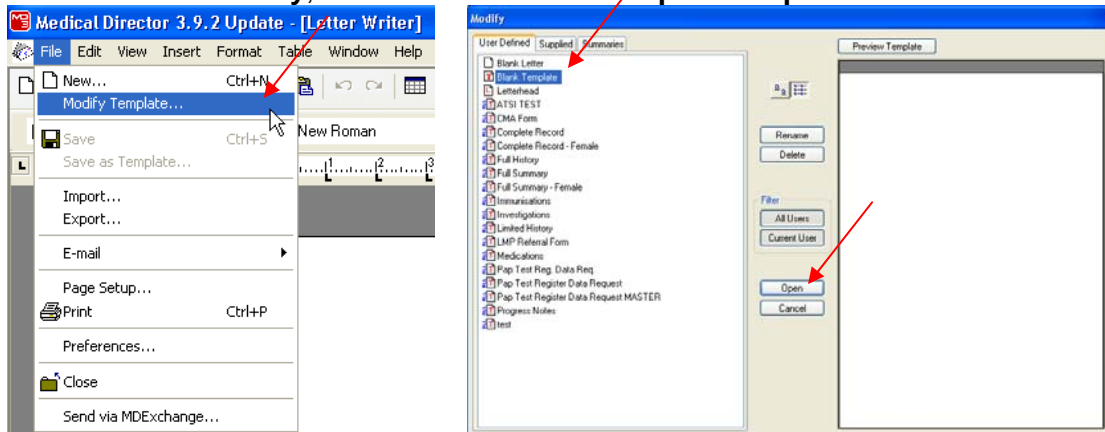 Medical Director 3.9.2 Update - [Letter Writer]
File Edit View Insert Format Table Window Help
New... Ctrl+N
Modify Template...
Save Ctrl+S
New Roman
Save as Template...
1 2 3
Import...
Export...
E-mail
Page Setup...
Print Ctrl+P
Preferences...
Close
Send via MDExchange...
Modify
User Defined Supplied Summaries
Preview Template
Blank Letter
Blank Template
Letterhead
ATSI TEST
CMA Form
Complete Record
Complete Record - Female
Full History
Full Summary
Full Summary - Female
Immunisations
Investigations
Limited History
LMP Referral Form
Medications
Pap Test Reg. Data Req
Pap Test Register Data Request
Pap Test Register Data Request MASTER
Progress Notes
test
Rename
Delete
Filter
All Users
Current User
Open
Cancel